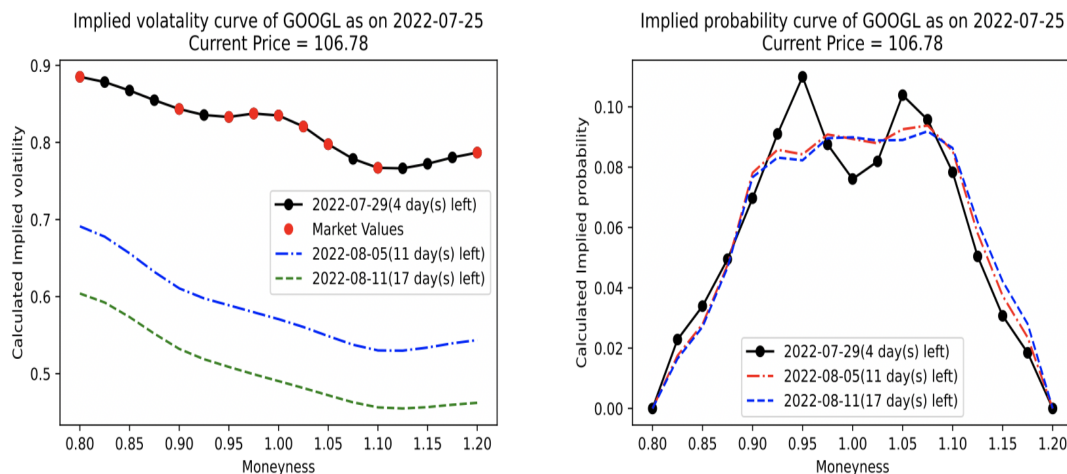 Implied volatality curve of GOOGL as on 2022-07-25
Current Price = 106.78
Calculated Implied volatility
0.9
0.8
0.7
0.6
0.5
2022-07-29(4 day(s) left)
Market Values
2022-08-05(11 day(s) left)
2022-08-11(17 day(s) left)
0.80 0.85 0.90 0.95 1.00 1.05 1.10 1.15 1.20
Moneyness
Implied probability curve of GOOGL as on 2022-07-25
Current Price = 106.78
Calculated Implied probability
0.10
0.08
0.06
0.04
0.02
0.00
2022-07-29(4 day(s) left)
2022-08-05(11 day(s) left)
2022-08-11(17 day(s) left)
0.80 0.85 0.90 0.95 1.00 1.05 1.10 1.15 1.20
Moneyness